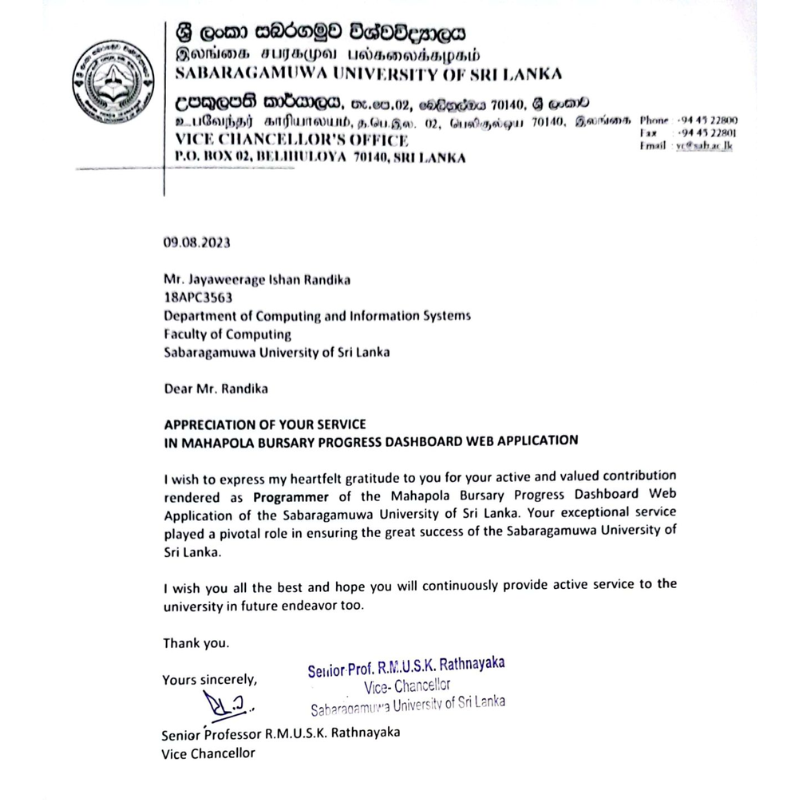 ශ්‍රී ලංකා සබරගමුව විශ්වවිද්‍යාලය
இலங்கை சபரகமுவ பல்கலைக்கழகம்
SABARAGAMUWA UNIVERSITY OF SRI LANKA
උපකුලපති කාර්යාලය, තැ.පෙ.02, බෙලිහුල්ඔය 70140, ශ්‍රී ලංකාව
உபவேந்தர் காரியாலயம், த.பெ.இல. 02, பெலிகுல்ஒய 70140, இலங்கை
VICE CHANCELLOR'S OFFICE
P.O. BOX 02, BELIHULOYA 70140, SRI LANKA
Phone : +94 45 22800
Fax : +94 45 22801
Email : vc@sab.ac.lk
09.08.2023
Mr. Jayaweerage Ishan Randika
18APC3563
Department of Computing and Information Systems
Faculty of Computing
Sabaragamuwa University of Sri Lanka
Dear Mr. Randika
APPRECIATION OF YOUR SERVICE
IN MAHAPOLA BURSARY PROGRESS DASHBOARD WEB APPLICATION
I wish to express my heartfelt gratitude to you for your active and valued contribution
rendered as Programmer of the Mahapola Bursary Progress Dashboard Web
Application of the Sabaragamuwa University of Sri Lanka. Your exceptional service
played a pivotal role in ensuring the great success of the Sabaragamuwa University of
Sri Lanka.
I wish you all the best and hope you will continuously provide active service to the
university in future endeavor too.
Thank you.
Yours sincerely,
Senior Prof. R.M.U.S.K. Rathnayaka
Vice- Chancellor
Sabaragamuwa University of Sri Lanka
Senior Professor R.M.U.S.K. Rathnayaka
Vice Chancellor